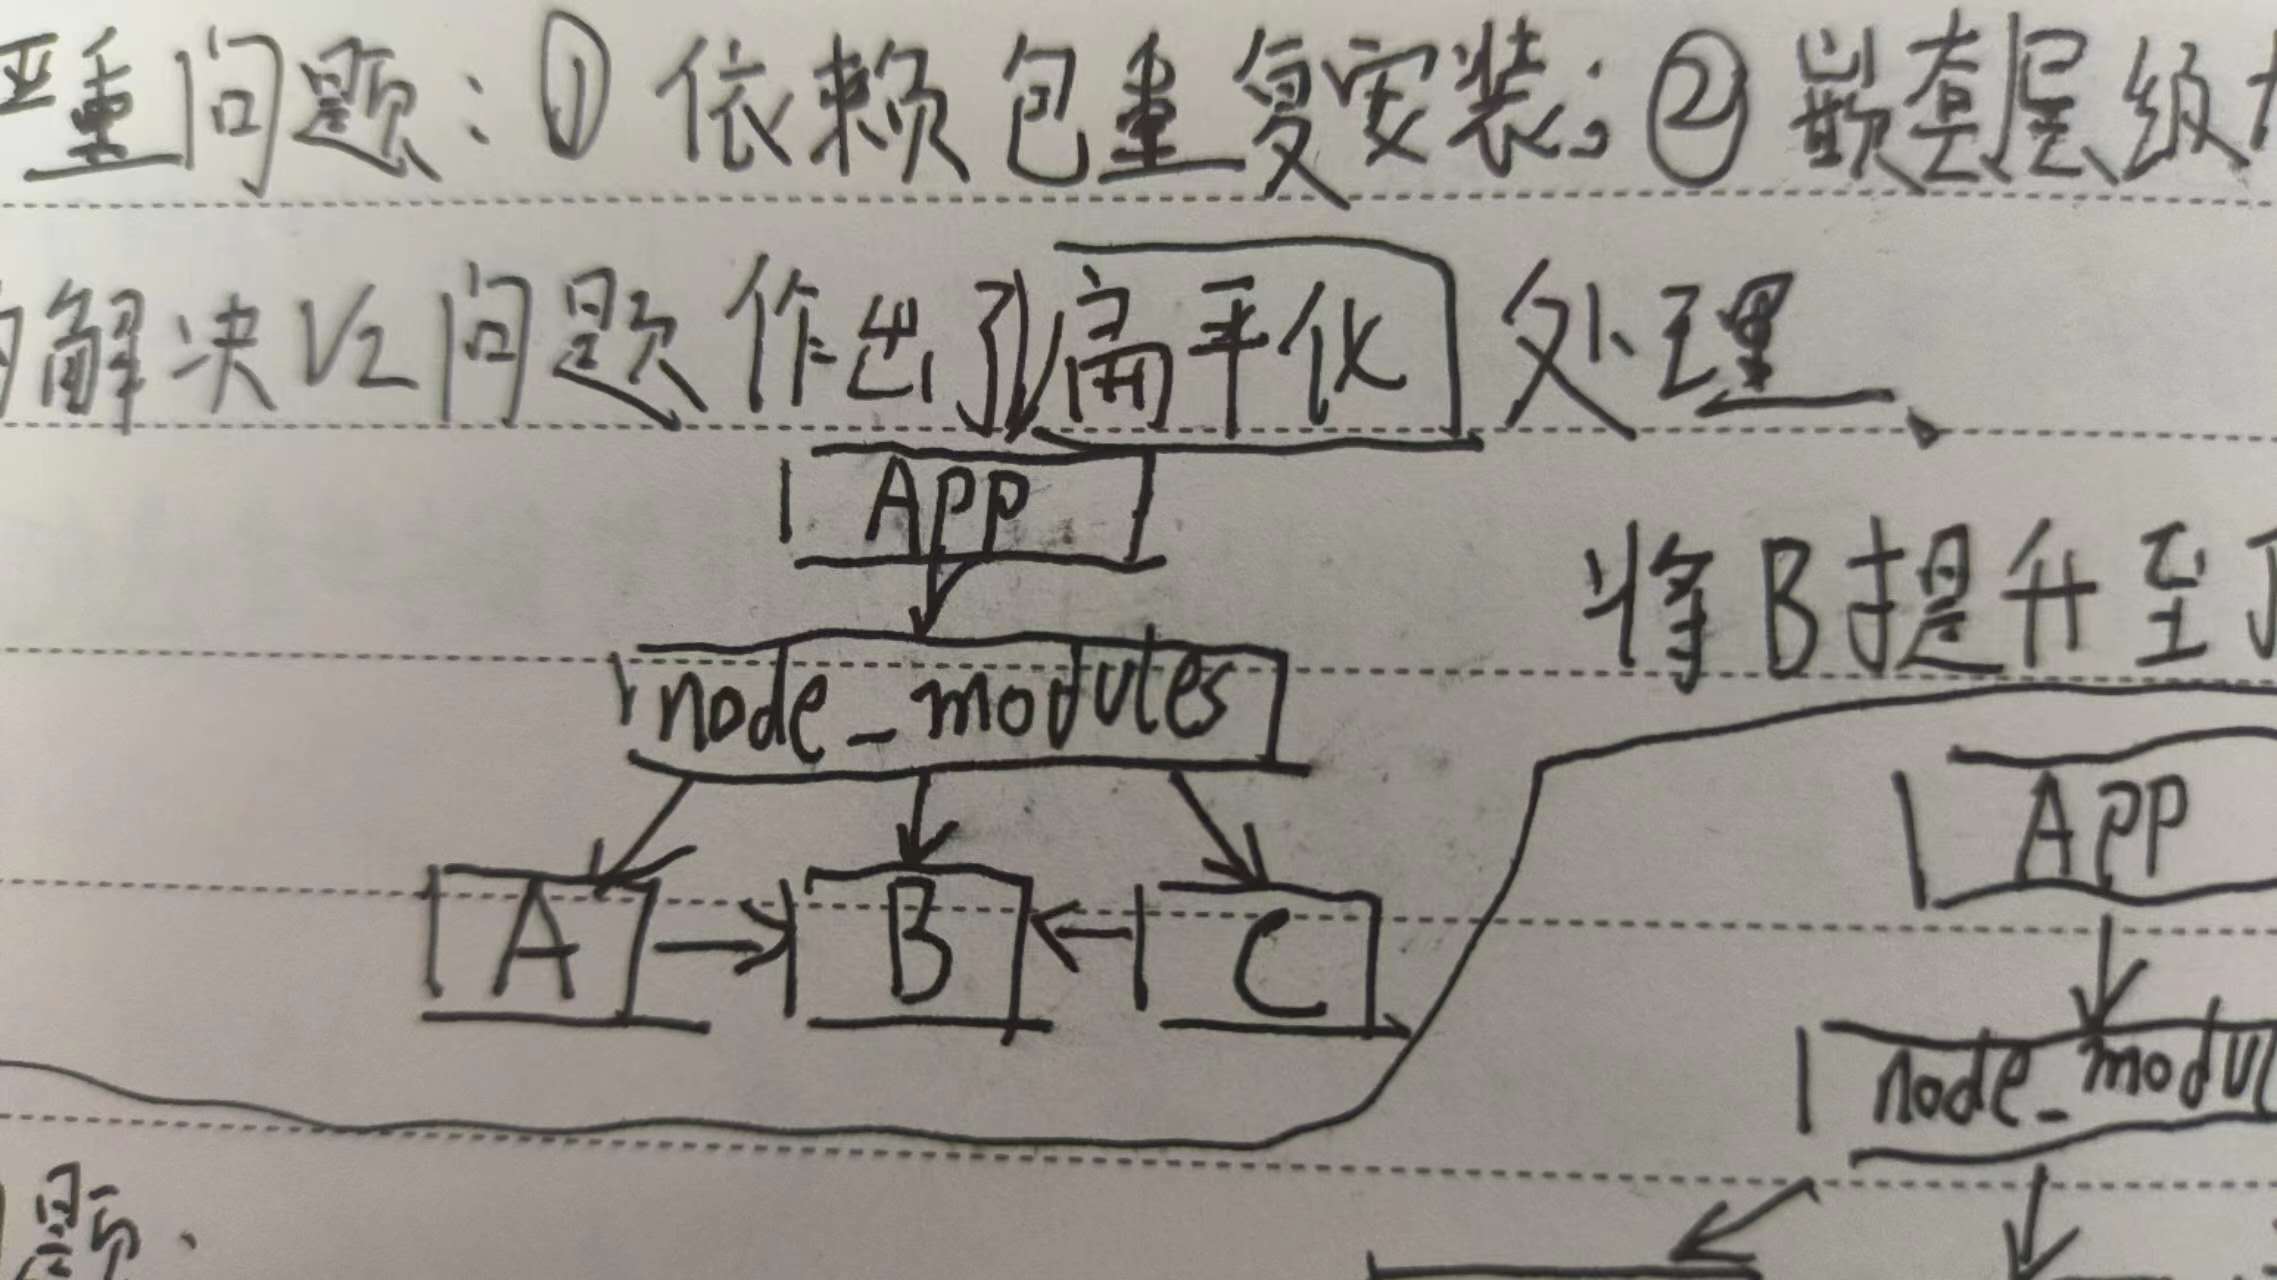 严重问题:① 依赖包重复安装;② 嵌套层级
解决V2问题作出了扁平化处理、
App
将B提升至
node_modules
App
A B C
node_modul
题、